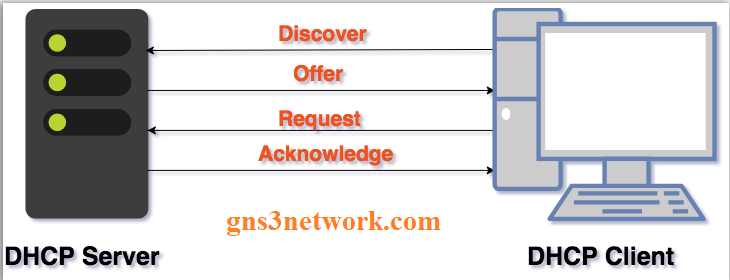 Discover
Offer
Request
Acknowledge
gns3network.com
DHCP Server
DHCP Client